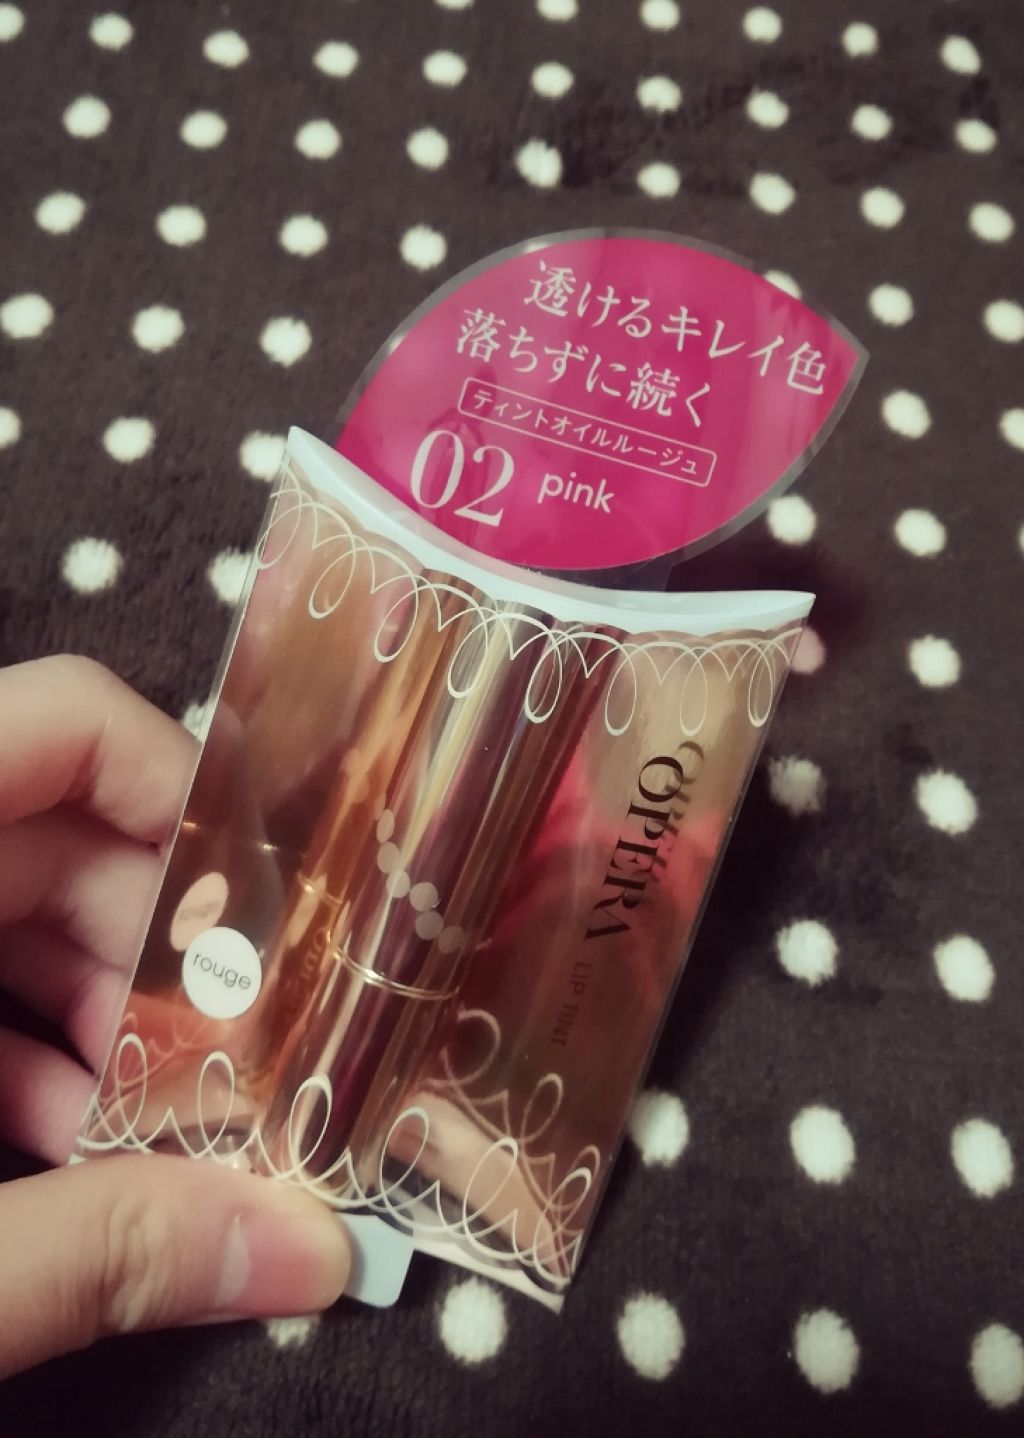 透けるキレイ色
落ちずに続く
ティントオイルルージュ
02 pink
OPERA LIP TINT
rouge